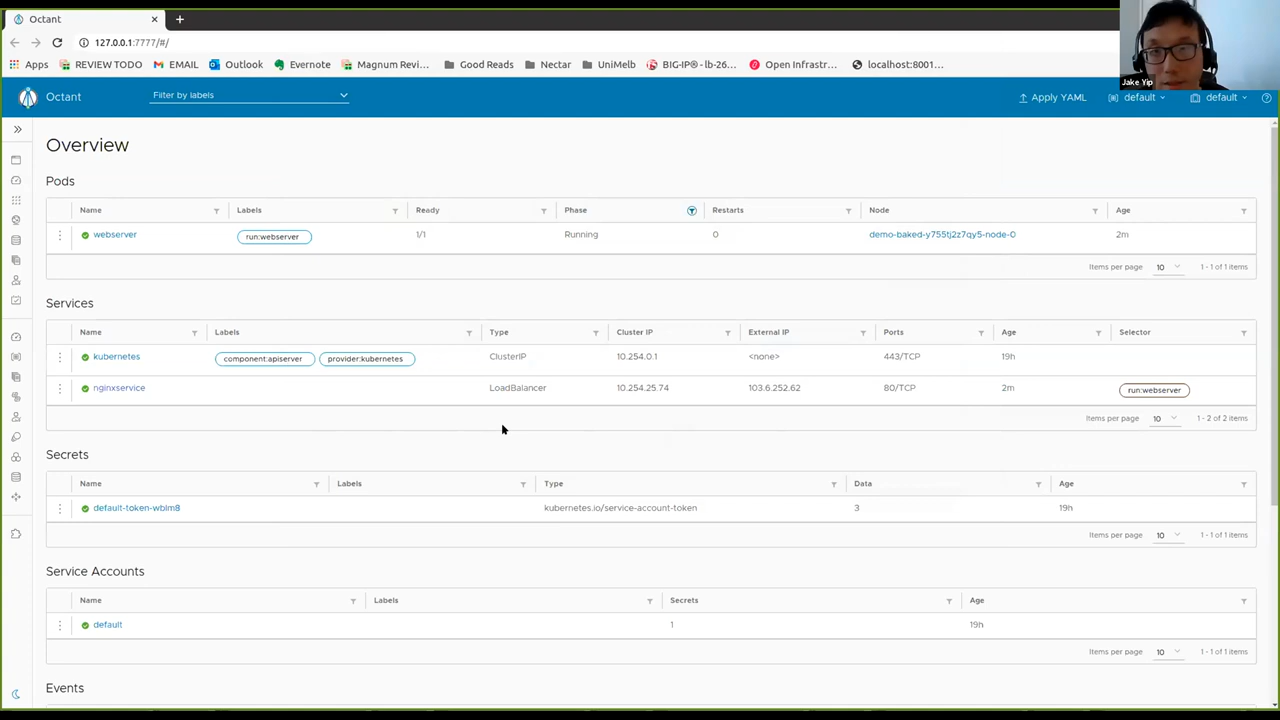 Octant
127.0.0.1:7777/#/
Apps REVIEW TODO EMAIL Outlook Evernote Magnum Revi... Good Reads Nectar UniMelb BIG-IP® - lb-26... Open Infrastr... localhost:8001...
Jake Yip
Octant Filter by labels Apply YAML default default
Overview
Pods
Name Labels Ready Phase Restarts Node Age
webserver run:webserver 1/1 Running 0 demo-baked-y755tj2z7qy5-node-0 2m
Items per page 10 1 - 1 of 1 items
Services
Name Labels Type Cluster IP External IP Ports Age Selector
kubernetes component:apiserver provider:kubernetes ClusterIP 10.254.0.1 <none> 443/TCP 19h
nginxservice LoadBalancer 10.254.25.74 103.6.252.62 80/TCP 2m run:webserver
Items per page 10 1 - 2 of 2 items
Secrets
Name Labels Type Data Age
default-token-wblm8 kubernetes.io/service-account-token 3 19h
Items per page 10 1 - 1 of 1 items
Service Accounts
Name Labels Secrets Age
default 1 19h
Items per page 10 1 - 1 of 1 items
Events